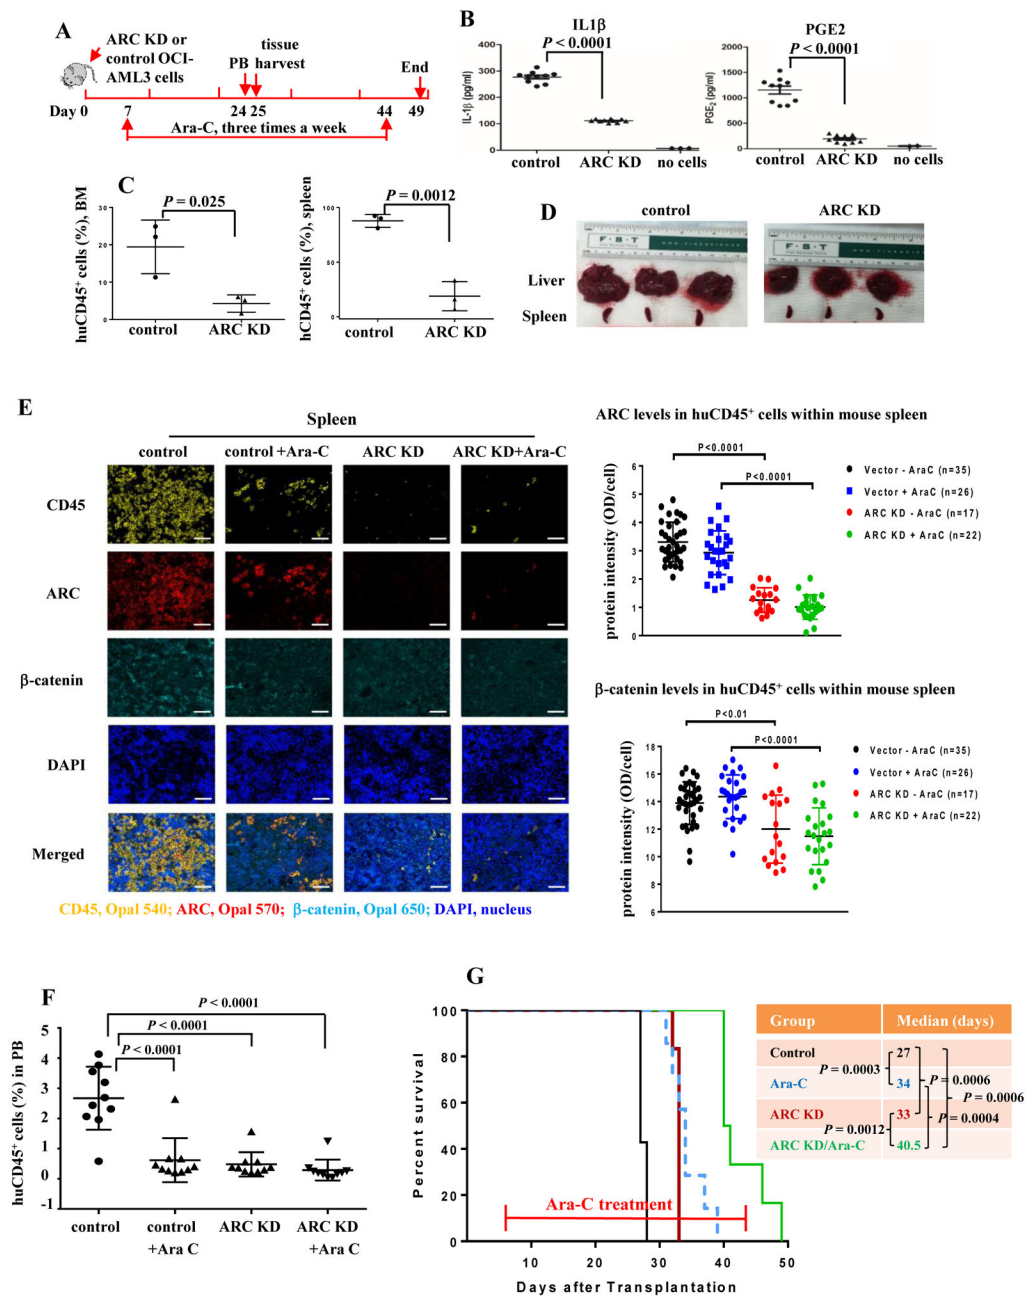 A
ARC KD or
control OCI-
AML3 cells
tissue
PB harvest
End
Day 0 7 24 25 44 49
Ara-C, three times a week
B
IL1β
P < 0.0001
IL-1β (pg/ml)
400
300
200
100
0
control ARC KD no cells
PGE2
P < 0.0001
PGE2 (pg/ml)
2000
1500
1000
500
0
control ARC KD no cells
C
huCD45+ cells (%), BM
P = 0.025
30
20
10
0
control ARC KD
hCD45+ cells (%), spleen
P = 0.0012
100
50
0
control ARC KD
D
control ARC KD
F·S·T
F·S·T
Liver
Spleen
E
Spleen
control control +Ara-C ARC KD ARC KD+Ara-C
CD45
ARC
β-catenin
DAPI
Merged
CD45, Opal 540; ARC, Opal 570; β-catenin, Opal 650; DAPI, nucleus
ARC levels in huCD45+ cells within mouse spleen
P<0.0001
P<0.0001
protein intensity (OD/cell)
6
5
4
3
2
1
0
Vector - AraC (n=35)
Vector + AraC (n=26)
ARC KD - AraC (n=17)
ARC KD + AraC (n=22)
β-catenin levels in huCD45+ cells within mouse spleen
P<0.01
P<0.0001
protein intensity (OD/cell)
18
16
14
12
10
8
6
Vector - AraC (n=35)
Vector + AraC (n=26)
ARC KD - AraC (n=17)
ARC KD + AraC (n=22)
F
P < 0.0001
P < 0.0001
P < 0.0001
huCD45+ cells (%) in PB
5
4
3
2
1
0
-1
control control ARC KD ARC KD
+Ara C +Ara C
G
Percent survival
100
80
60
40
20
0
Ara-C treatment
10 20 30 40 50
Days after Transplantation
Group Median (days)
Control 27
Ara-C 34
ARC KD 33
ARC KD/Ara-C 40.5
P = 0.0003
P = 0.0006
P = 0.0006
P = 0.0004
P = 0.0012